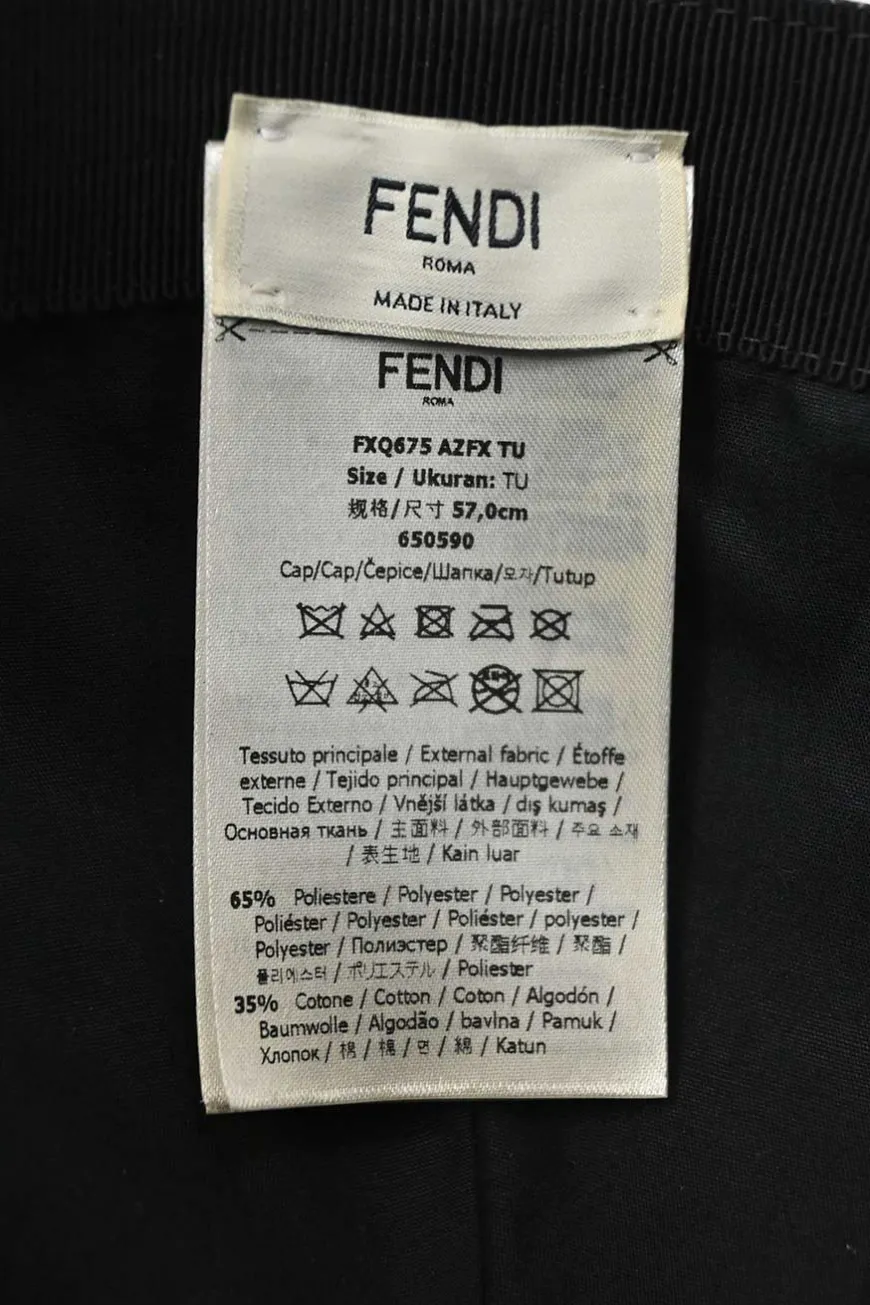 FENDI
ROMA
MADE IN ITALY
FENDI
ROMA
FXQ675 AZFX TU
Size / Ukuran: TU
规格/尺寸 57,0cm
650590
Cap/Cap/Čepice/Шапка/모자/Tutup
Tessuto principale / External fabric / Étoffe
externe / Tejido principal / Hauptgewebe /
Tecido Externo / Vnější látka / dış kumaş /
Основная ткань / 主面料 / 外部面料 / 주요 소재
/ 表生地 / Kain luar
65% Poliestere / Polyester / Polyester /
Poliéster / Polyester / Poliéster / polyester /
Polyester / Полиэстер / 聚酯纤维 / 聚酯 /
폴리에스터 / ポリエステル / Poliester
35% Cotone / Cotton / Coton / Algodón /
Baumwolle / Algodão / bavlna / Pamuk /
Хлопок / 棉 / 棉 / 면 / 綿 / Katun